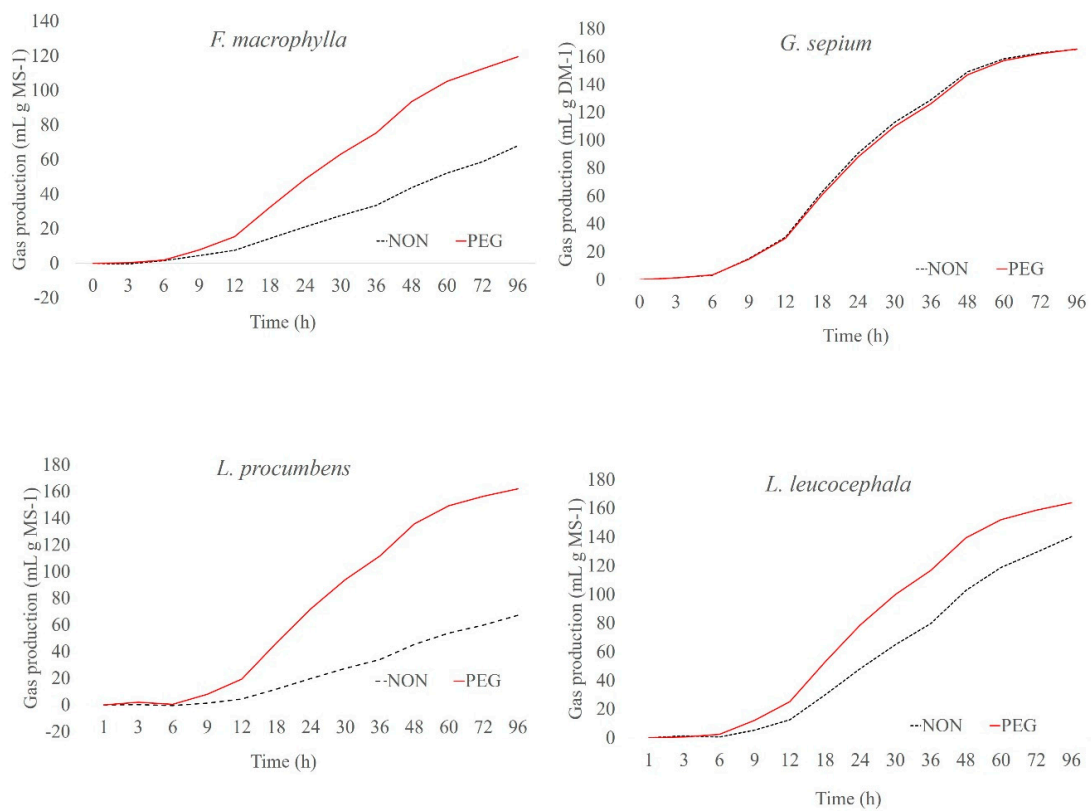 F. macrophylla
Gas production (mL g MS-1)
140
120
100
80
60
40
20
0
-20
NON PEG
0 3 6 9 12 18 24 30 36 48 60 72 96
Time (h)
G. sepium
Gas production (mL g DM-1)
180
160
140
120
100
80
60
40
20
0
NON PEG
0 3 6 9 12 18 24 30 36 48 60 72 96
Time (h)
L. procumbens
Gas production (mL g MS-1)
180
160
140
120
100
80
60
40
20
0
-20
NON PEG
1 3 6 9 12 18 24 30 36 48 60 72 96
Time (h)
L. leucocephala
Gas production (mL g MS-1)
180
160
140
120
100
80
60
40
20
0
NON PEG
1 3 6 9 12 18 24 30 36 48 60 72 96
Time (h)